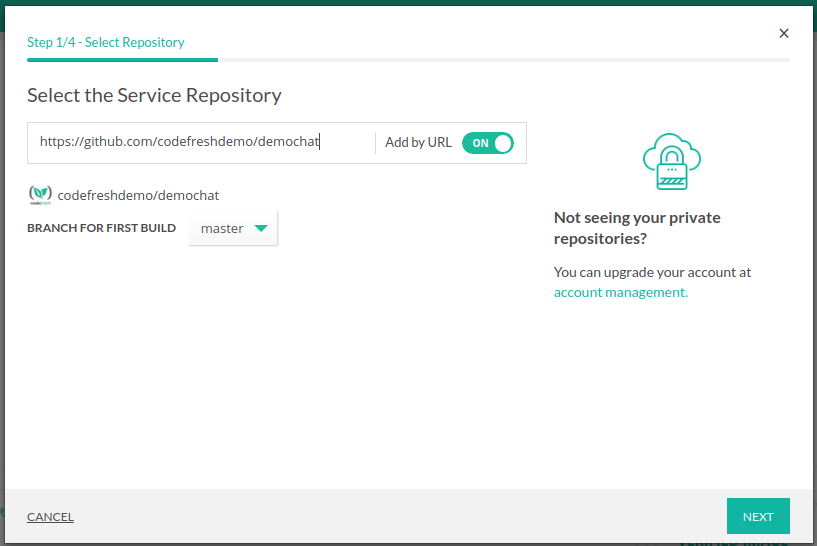 Step 1/4 - Select Repository
×
Select the Service Repository
https://github.com/codefreshdemo/demochat
Add by URL
ON
codefreshdemo/demochat
BRANCH FOR FIRST BUILD
master
Not seeing your private
repositories?
You can upgrade your account at
account management.
CANCEL
NEXT